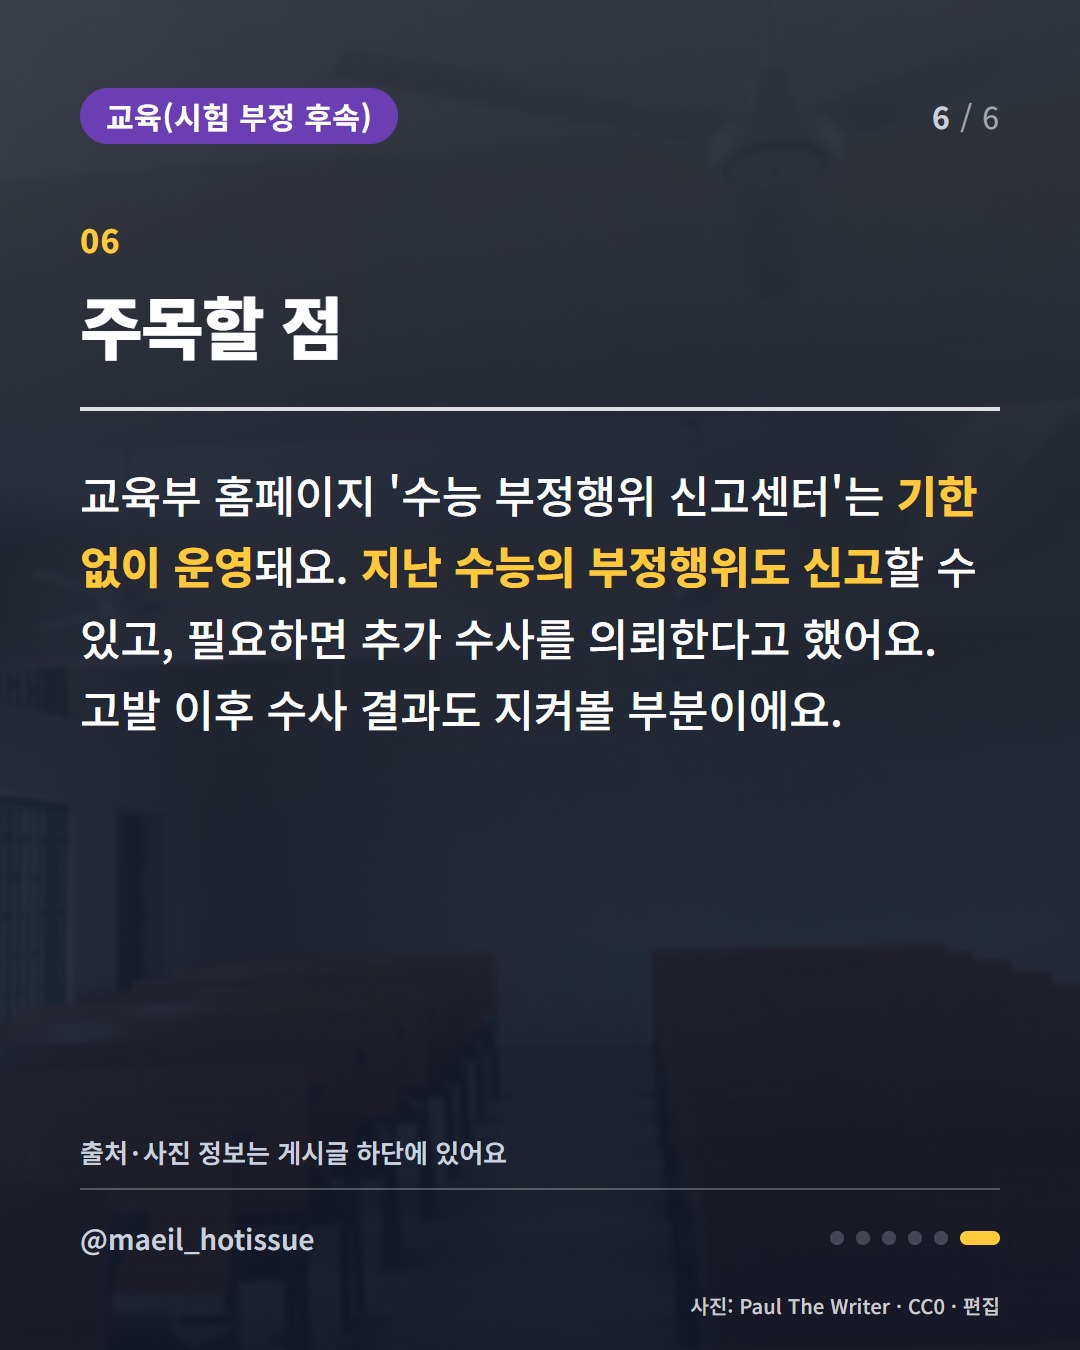 교육(시험 부정 후속)
6 / 6
06
주목할 점
교육부 홈페이지 '수능 부정행위 신고센터'는 기한
없이 운영돼요. 지난 수능의 부정행위도 신고할 수
있고, 필요하면 추가 수사를 의뢰한다고 했어요.
고발 이후 수사 결과도 지켜볼 부분이에요.
출처·사진 정보는 게시글 하단에 있어요
@maeil_hotissue
사진: Paul The Writer · CC0 · 편집